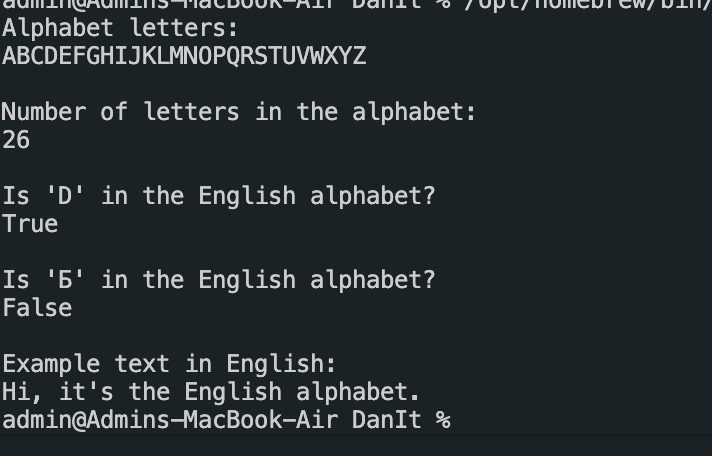 admin@Admins-MacBook-Air DanIt % /opt/homebrew/bin/
Alphabet letters:
ABCDEFGHIJKLMNOPQRSTUVWXYZ
Number of letters in the alphabet:
26
Is 'D' in the English alphabet?
True
Is 'Б' in the English alphabet?
False
Example text in English:
Hi, it's the English alphabet.
admin@Admins-MacBook-Air DanIt %